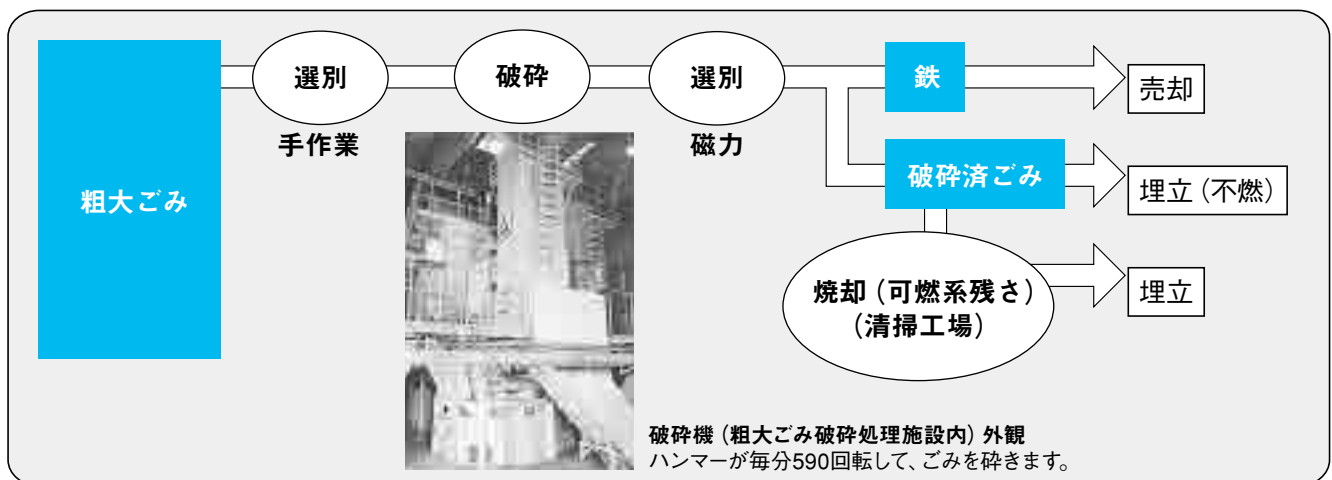 粗大ごみ
選別
手作業
破砕
選別
磁力
鉄
売却
破砕済ごみ
埋立（不燃）
焼却（可燃系残さ）
（清掃工場）
埋立
破砕機（粗大ごみ破砕処理施設内）外観
ハンマーが毎分590回転して、ごみを砕きます。